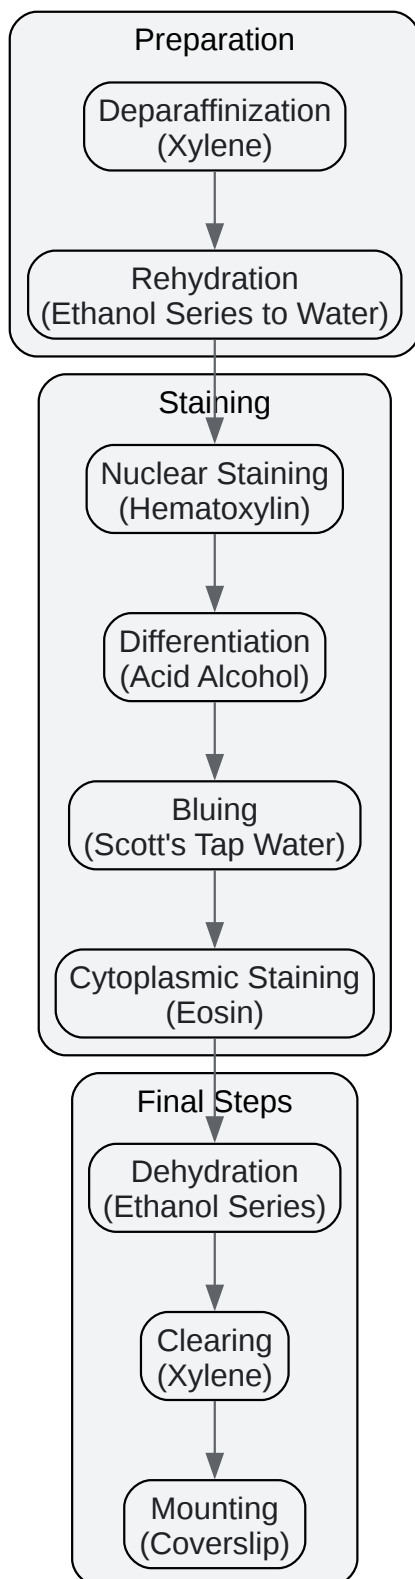 Preparation
Deparaffinization
(Xylene)
Rehydration
(Ethanol Series to Water)
Staining
Nuclear Staining
(Hematoxylin)
Differentiation
(Acid Alcohol)
Bluing
(Scott's Tap Water)
Cytoplasmic Staining
(Eosin)
Final Steps
Dehydration
(Ethanol Series)
Clearing
(Xylene)
Mounting
(Coverslip)